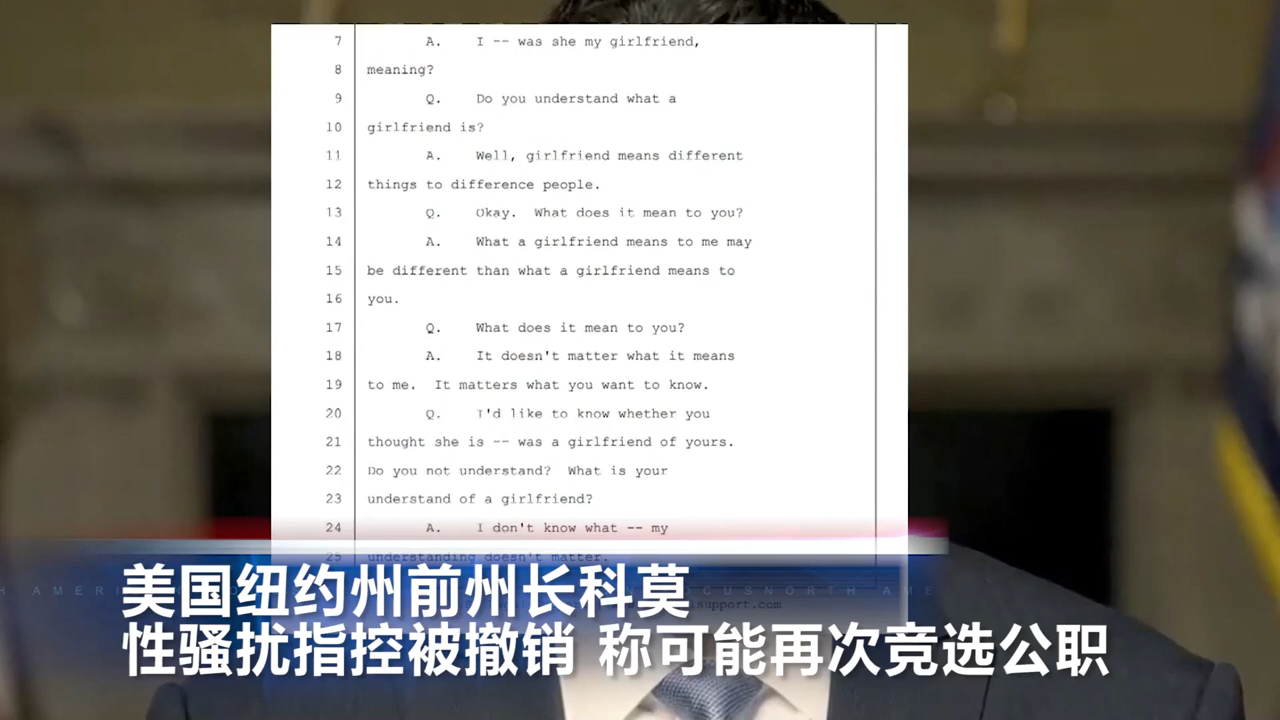 7 A. I -- was she my girlfriend,
8 meaning?
9 Q. Do you understand what a
10 girlfriend is?
11 A. Well, girlfriend means different
12 things to difference people.
13 Q. Okay. What does it mean to you?
14 A. What a girlfriend means to me may
15 be different than what a girlfriend means to
16 you.
17 Q. What does it mean to you?
18 A. It doesn't matter what it means
19 to me. It matters what you want to know.
20 Q. I'd like to know whether you
21 thought she is -- was a girlfriend of yours.
22 Do you not understand? What is your
23 understand of a girlfriend?
24 A. I don't know what -- my
25 understanding doesn't matter.
美国纽约州前州长科莫
性骚扰指控被撤销 称可能再次竞选公职